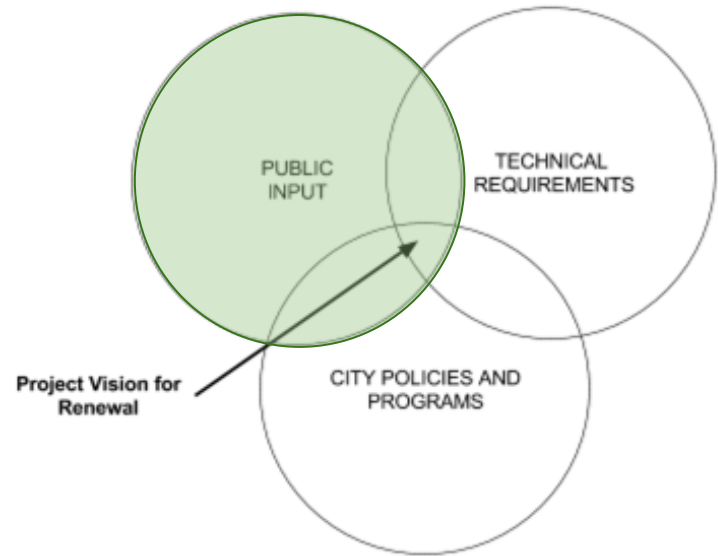 PUBLIC
INPUT
TECHNICAL
REQUIREMENTS
Project Vision for
Renewal
CITY POLICIES AND
PROGRAMS